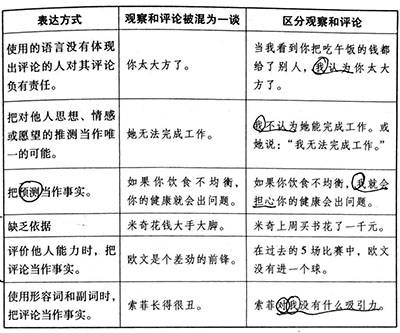 表达方式 观察和评论被混为一谈 区分观察和评论
使用的语言没有体现
出评论的人对其评论
负有责任。
你太大方了。
当我看到你把吃午饭的钱都
给了别人,我认为你太大
方了。
把对他人思想、情感
或愿望的推测当作唯
一的可能。
她无法完成工作。
我不认为她能完成工作。或
她说:“我无法完成工作。”
把预测当作事实。
如果你饮食不均衡,
你的健康就会出问题。
如果你饮食不均衡,我就会
担心你的健康会出问题。
缺乏依据 米奇花钱大手大脚。 米奇上周买书花了一千元。
评价他人能力时,把
评论当作事实。
欧文是个差劲的前锋。
在过去的5场比赛中,欧文
没有进一个球。
使用形容词和副词时,
把评论当作事实。
索菲长得很丑。
索菲对我没有什么吸引力。